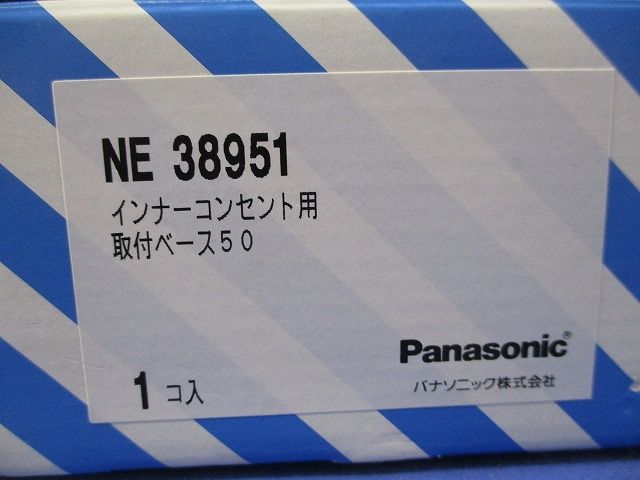 NE 38951
インナーコンセント用
取付ベース５０
Panasonic®
パナソニック株式会社
1 コ入